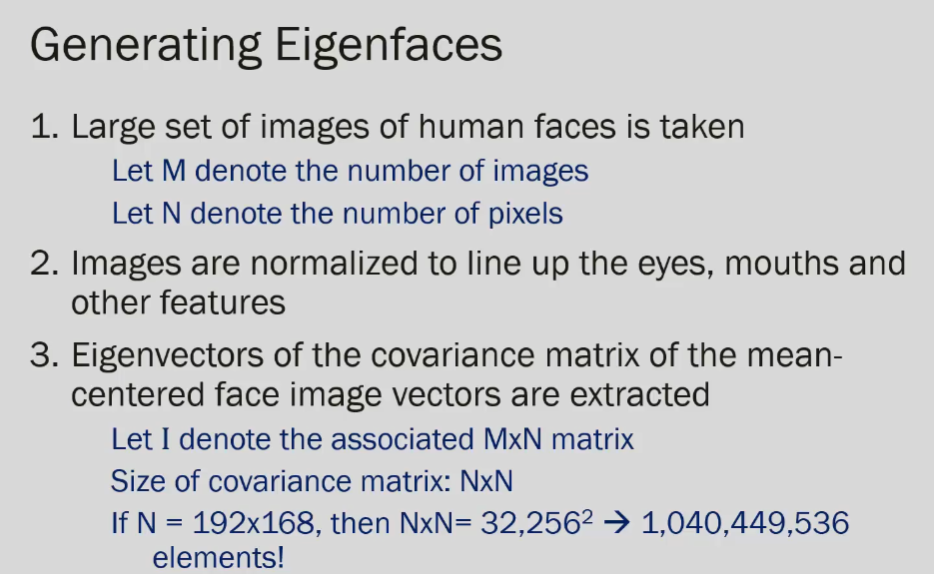 Generating Eigenfaces
1. Large set of images of human faces is taken
Let M denote the number of images
Let N denote the number of pixels
2. Images are normalized to line up the eyes, mouths and
other features
3. Eigenvectors of the covariance matrix of the mean-
centered face image vectors are extracted
Let I denote the associated MxN matrix
Size of covariance matrix: NxN
If N = 192x168, then NxN= 32,256² → 1,040,449,536
elements!